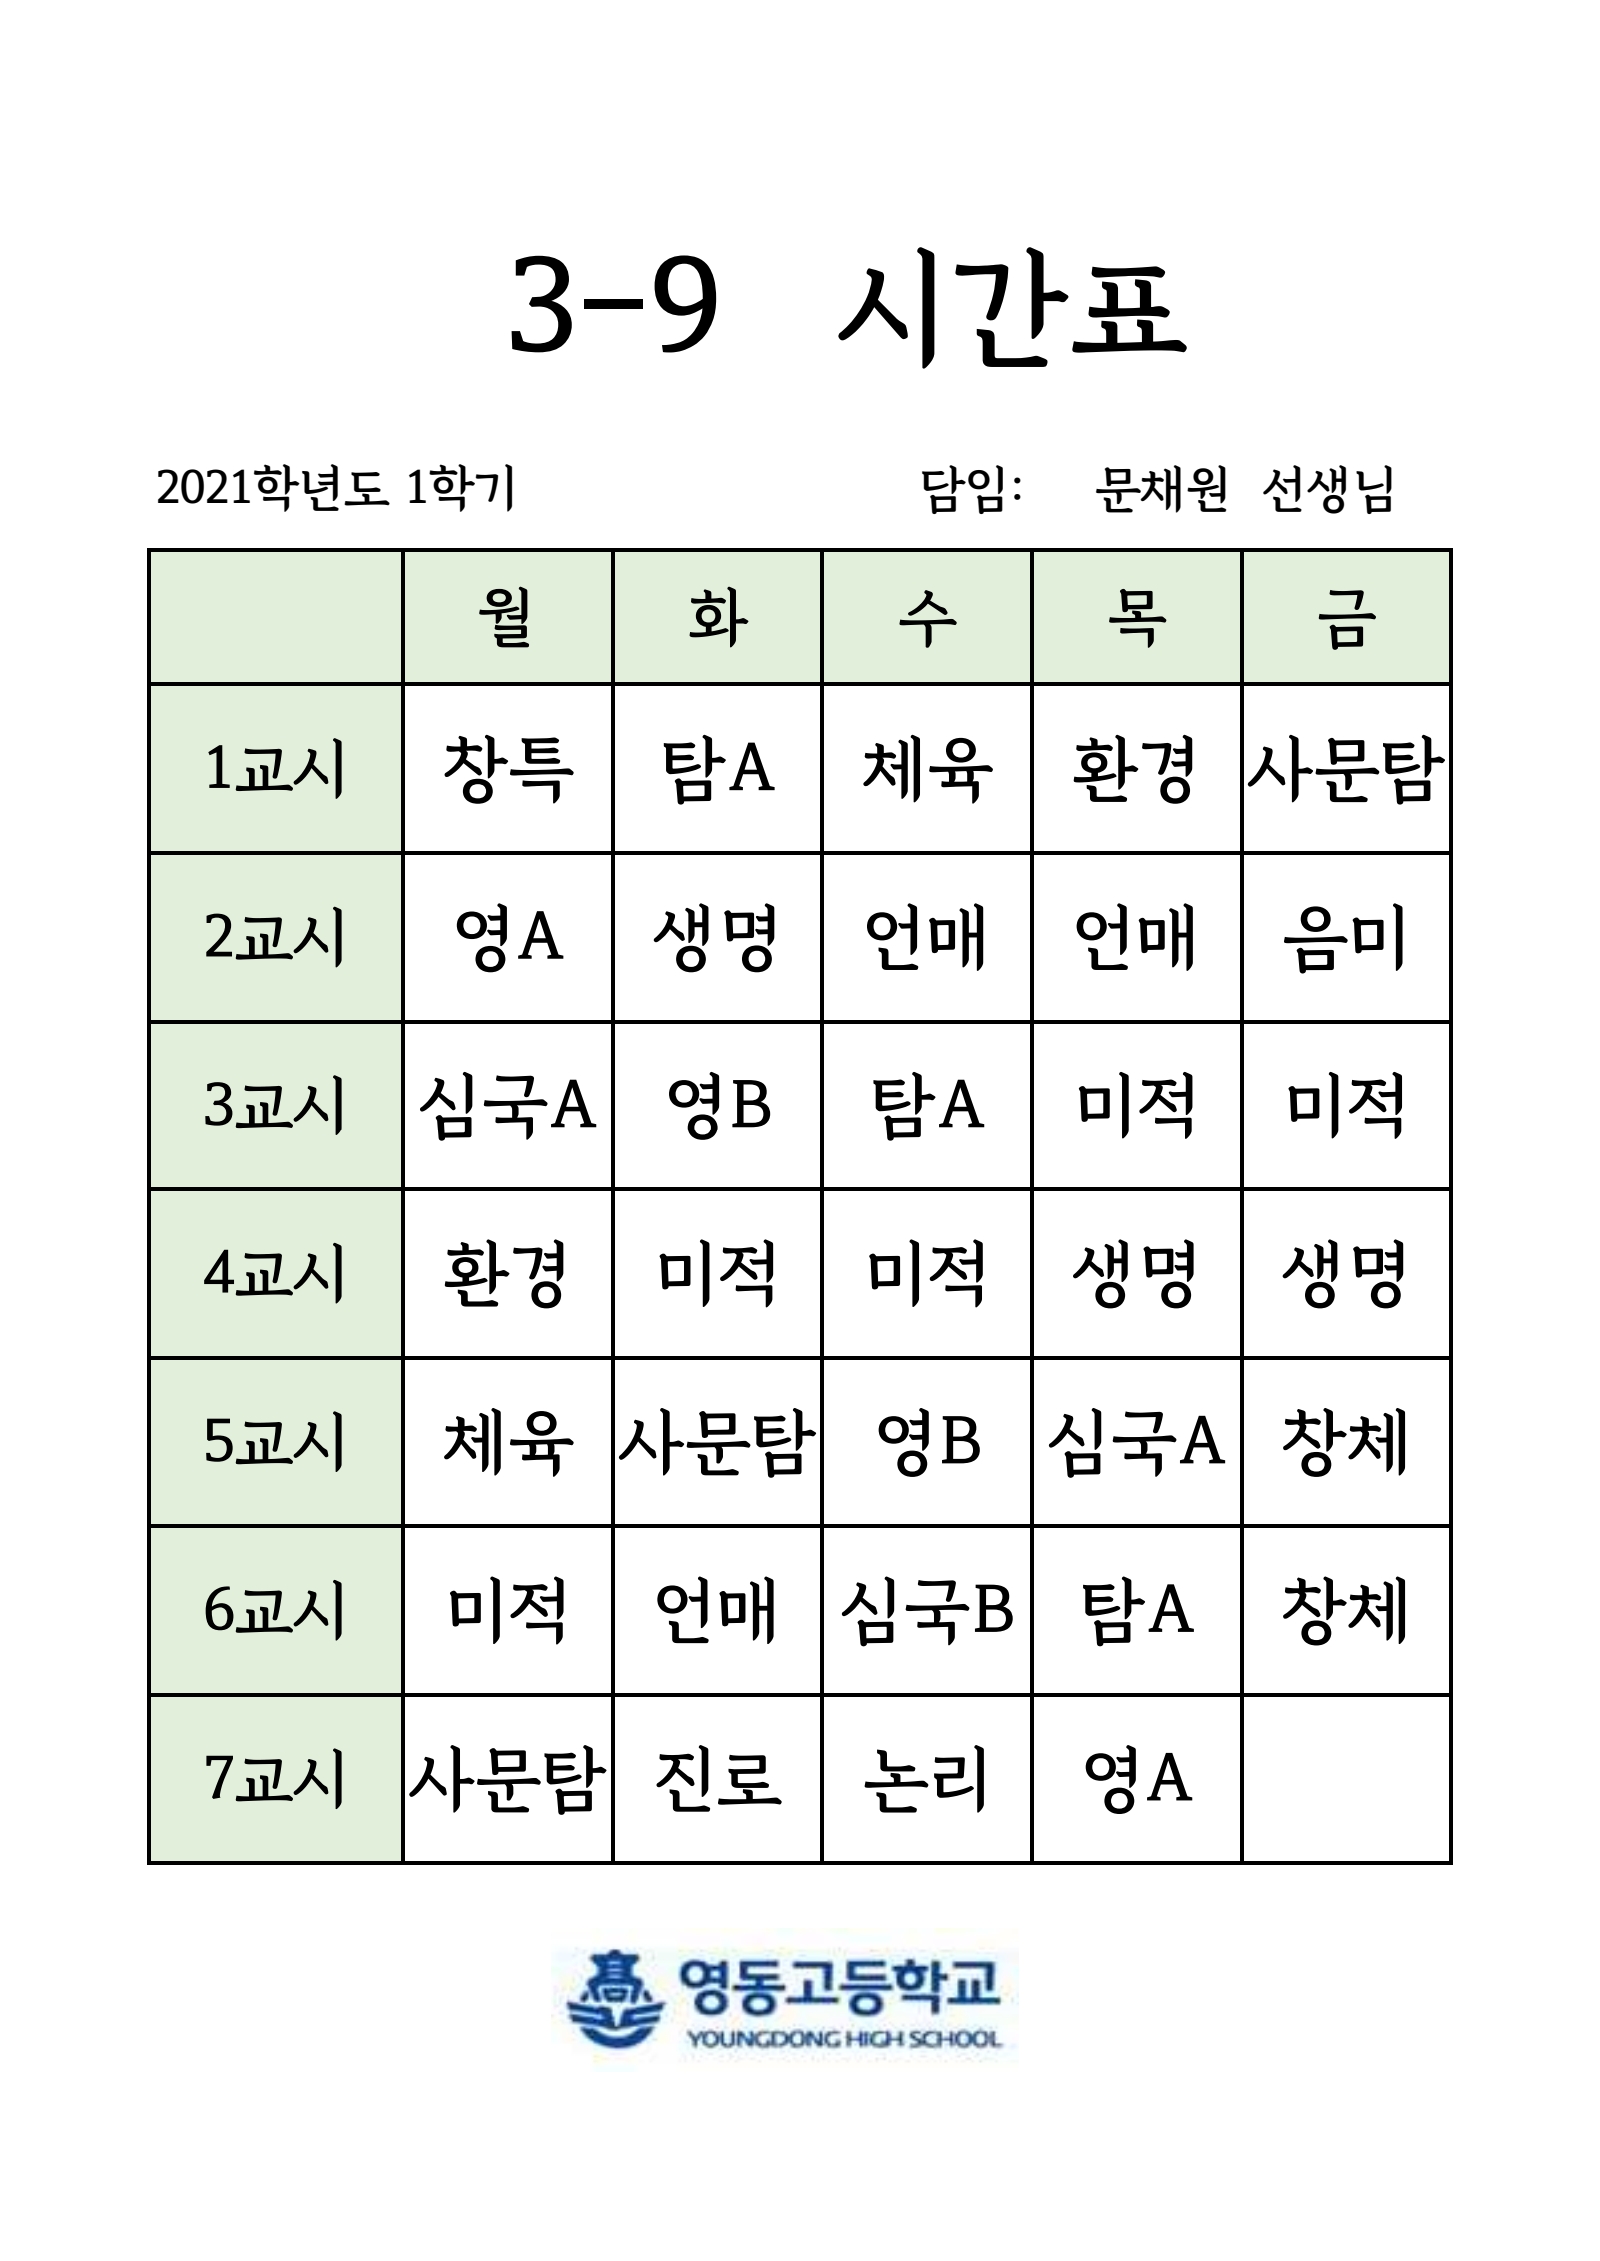 3-9 시간표
2021학년도 1학기 담임: 문채원 선생님
월 화 수 목 금
1교시 창특 탐A 체육 환경 사문탐
2교시 영A 생명 언매 언매 음미
3교시 심국A 영B 탐A 미적 미적
4교시 환경 미적 미적 생명 생명
5교시 체육 사문탐 영B 심국A 창체
6교시 미적 언매 심국B 탐A 창체
7교시 사문탐 진로 논리 영A
高 영동고등학교
YOUNGDONG HIGH SCHOOL